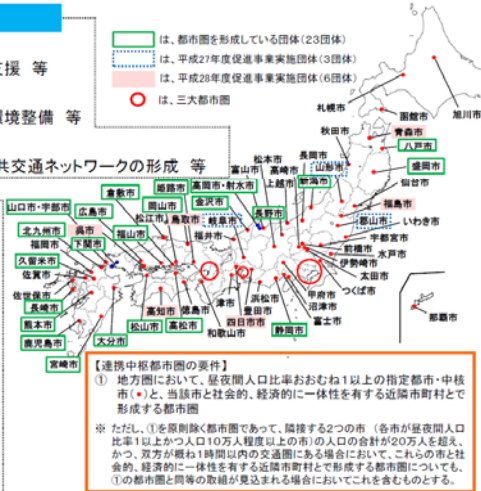 支援 等
環境整備 等
共交通ネットワークの形成 等
は、都市圏を形成している団体(23団体)
は、平成27年度促進事業実施団体(3団体)
は、平成28年度促進事業実施団体(6団体)
は、三大都市圏
札幌市
旭川市
函館市
青森市
八戸市
秋田市
盛岡市
仙台市
山形市
福島市
郡山市
いわき市
新潟市
長岡市
上越市
高崎市
松本市
長野市
富山市
高岡市・射水市
金沢市
福井市
岐阜市
宇都宮市
水戸市
前橋市
伊勢崎市
太田市
つくば市
甲府市
沼津市
富士市
静岡市
浜松市
豊田市
四日市市
津市
和歌山市
姫路市
岡山市
倉敷市
鳥取市
松江市
福山市
広島市
呉市
山口市・宇部市
下関市
徳島市
高松市
高知市
松山市
北九州市
福岡市
久留米市
佐賀市
佐世保市
長崎市
熊本市
鹿児島市
宮崎市
大分市
那覇市
【連携中枢都市圏の要件】
① 地方圏において、昼夜間人口比率おおむね1以上の指定都市・中核
市(●)と、当該市と社会的、経済的に一体性を有する近隣市町村とで
形成する都市圏
※ ただし、①を原則除く都市圏であって、隣接する2つの市(各市が昼夜間人口
比率1以上かつ人口10万人程度以上の市)の人口の合計が20万人を超え、
かつ、双方が概ね1時間以内の交通圏にある場合において、これらの市と社
会的、経済的に一体性を有する近隣市町村とで形成する都市圏についても、
①の都市圏と同等の取組が見込まれる場合においてこれを含むものとする。